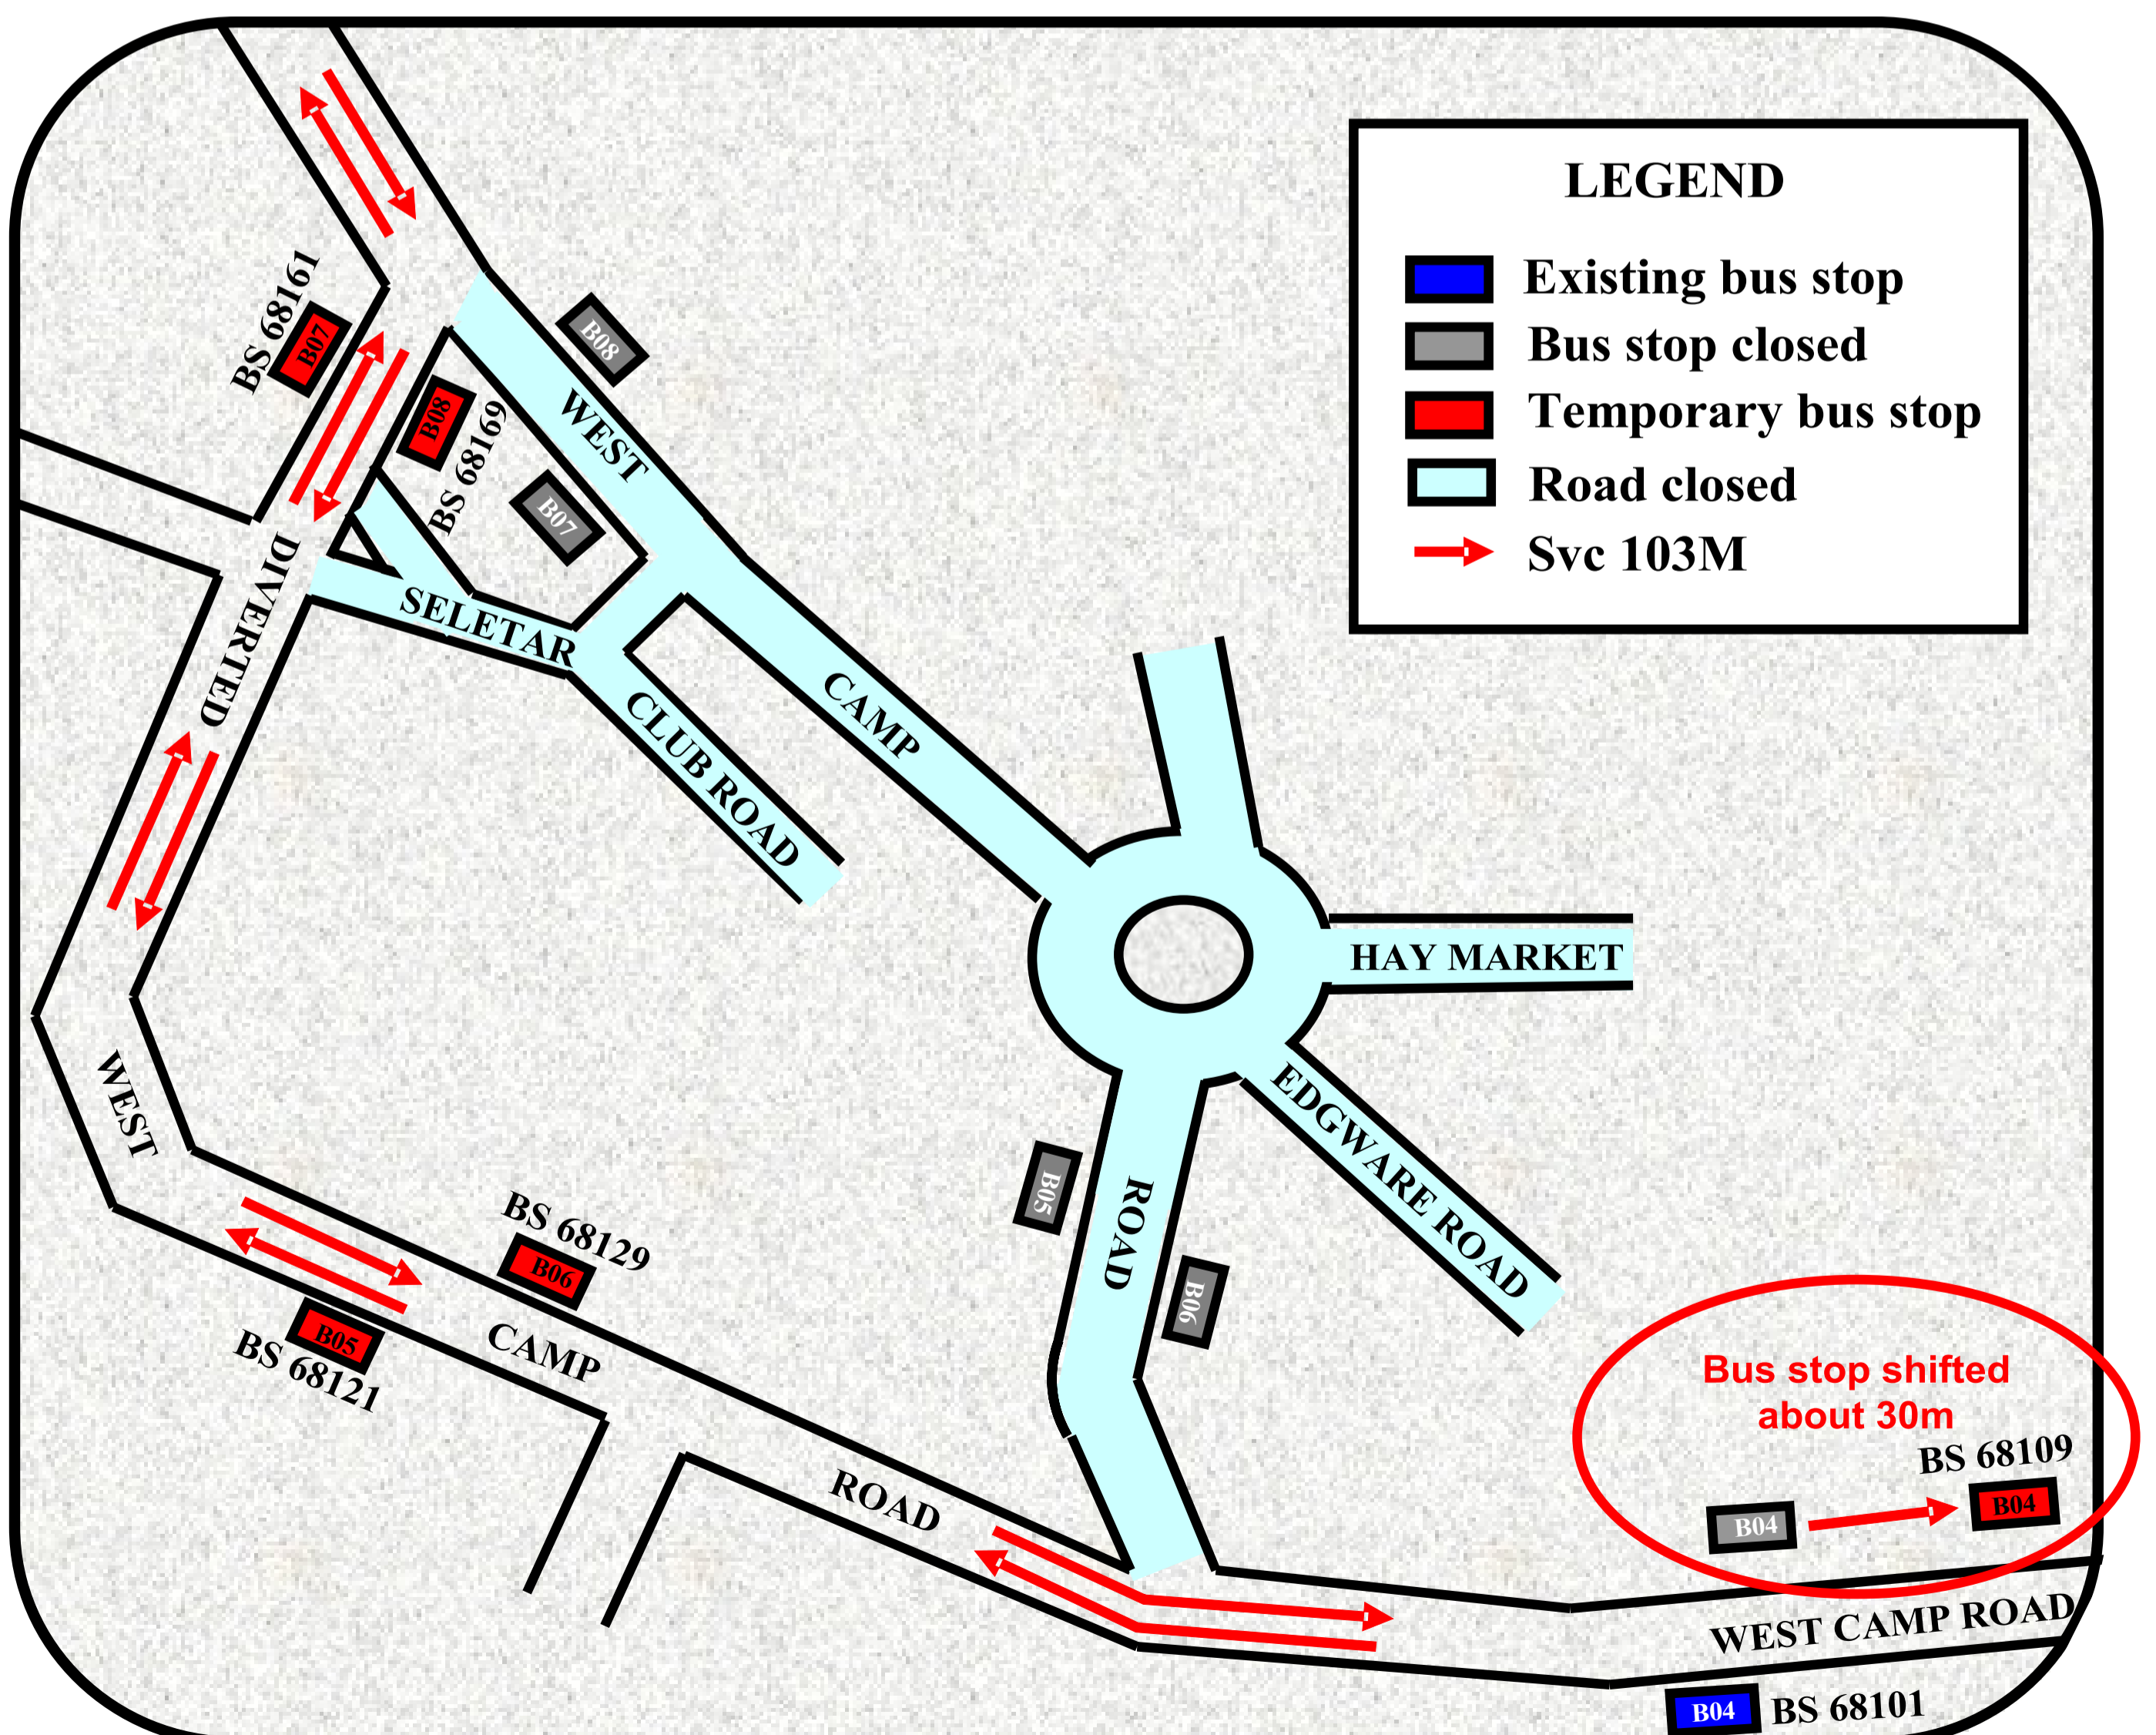 LEGEND
Existing bus stop
Bus stop closed
Temporary bus stop
Road closed
Svc 103M
BS 68161
B07
B08
BS 68169
B08
B07
WEST
CAMP
ROAD
SELETAR
CLUB ROAD
DIVERTED
WEST
CAMP
ROAD
HAY MARKET
EDGWARE ROAD
B05
B06
BS 68129
B06
B05
BS 68121
Bus stop shifted
about 30m
BS 68109
B04
B04
WEST CAMP ROAD
B04
BS 68101